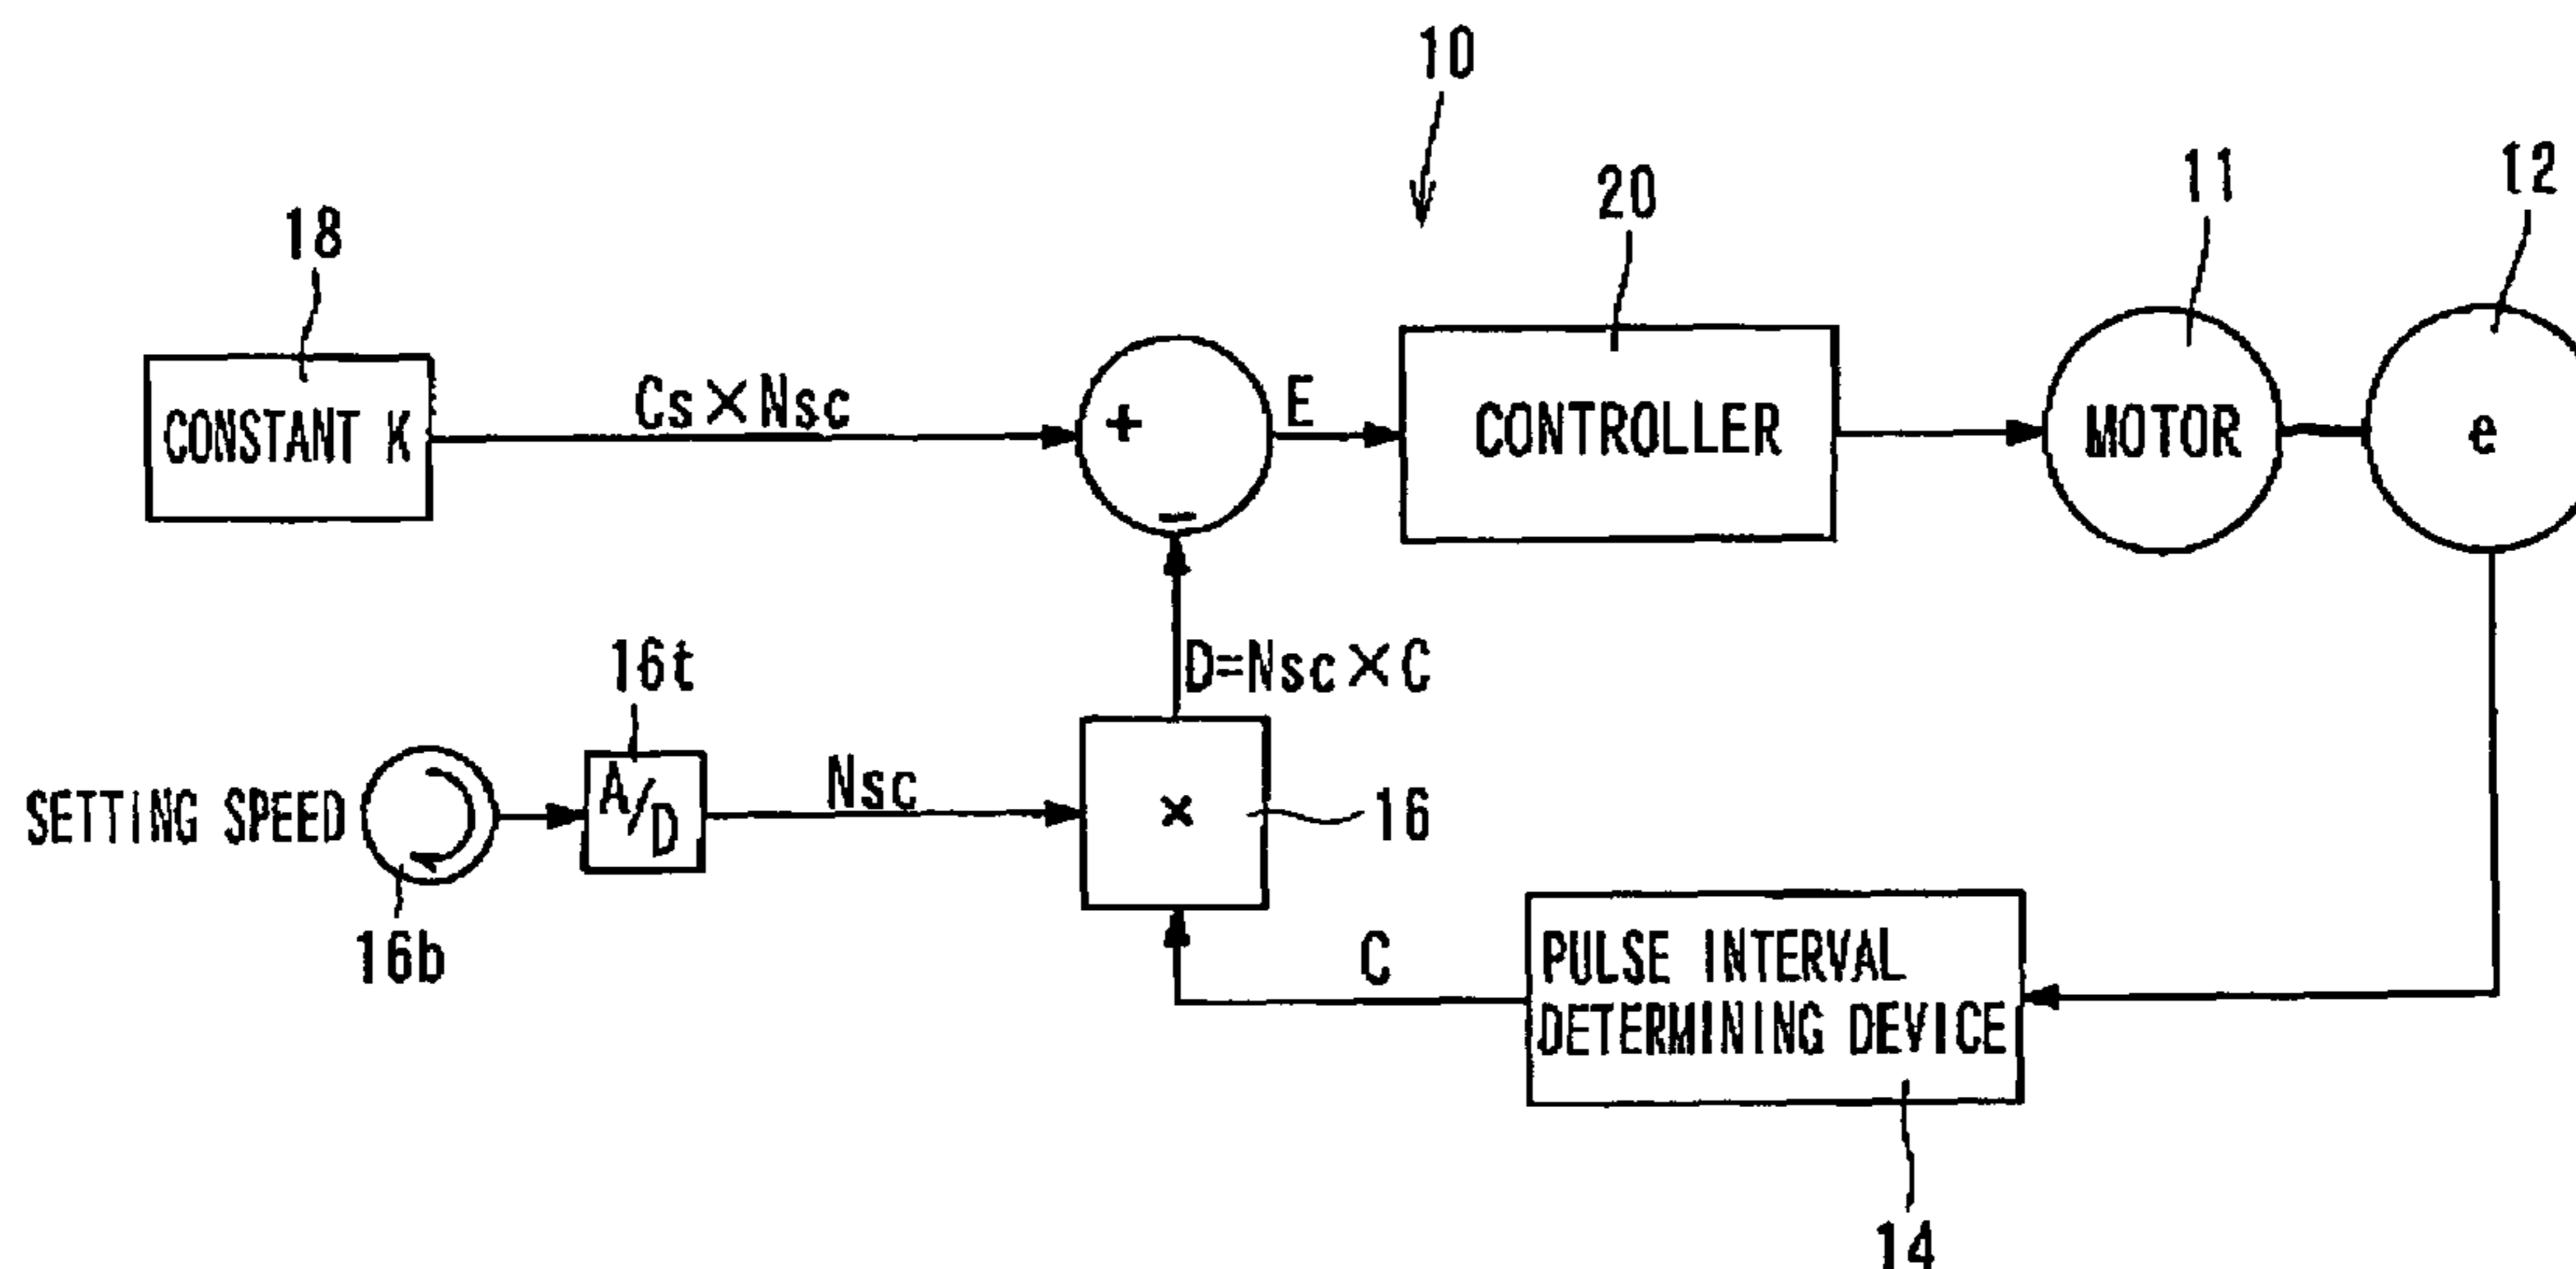 10
20
11
12
18
CONSTANT K
Cs×Nsc
+
−
E
CONTROLLER
MOTOR
e
D=Nsc×C
16t
SETTING SPEED
A/D
Nsc
×
16
16b
C
PULSE INTERVAL
DETERMINING DEVICE
14